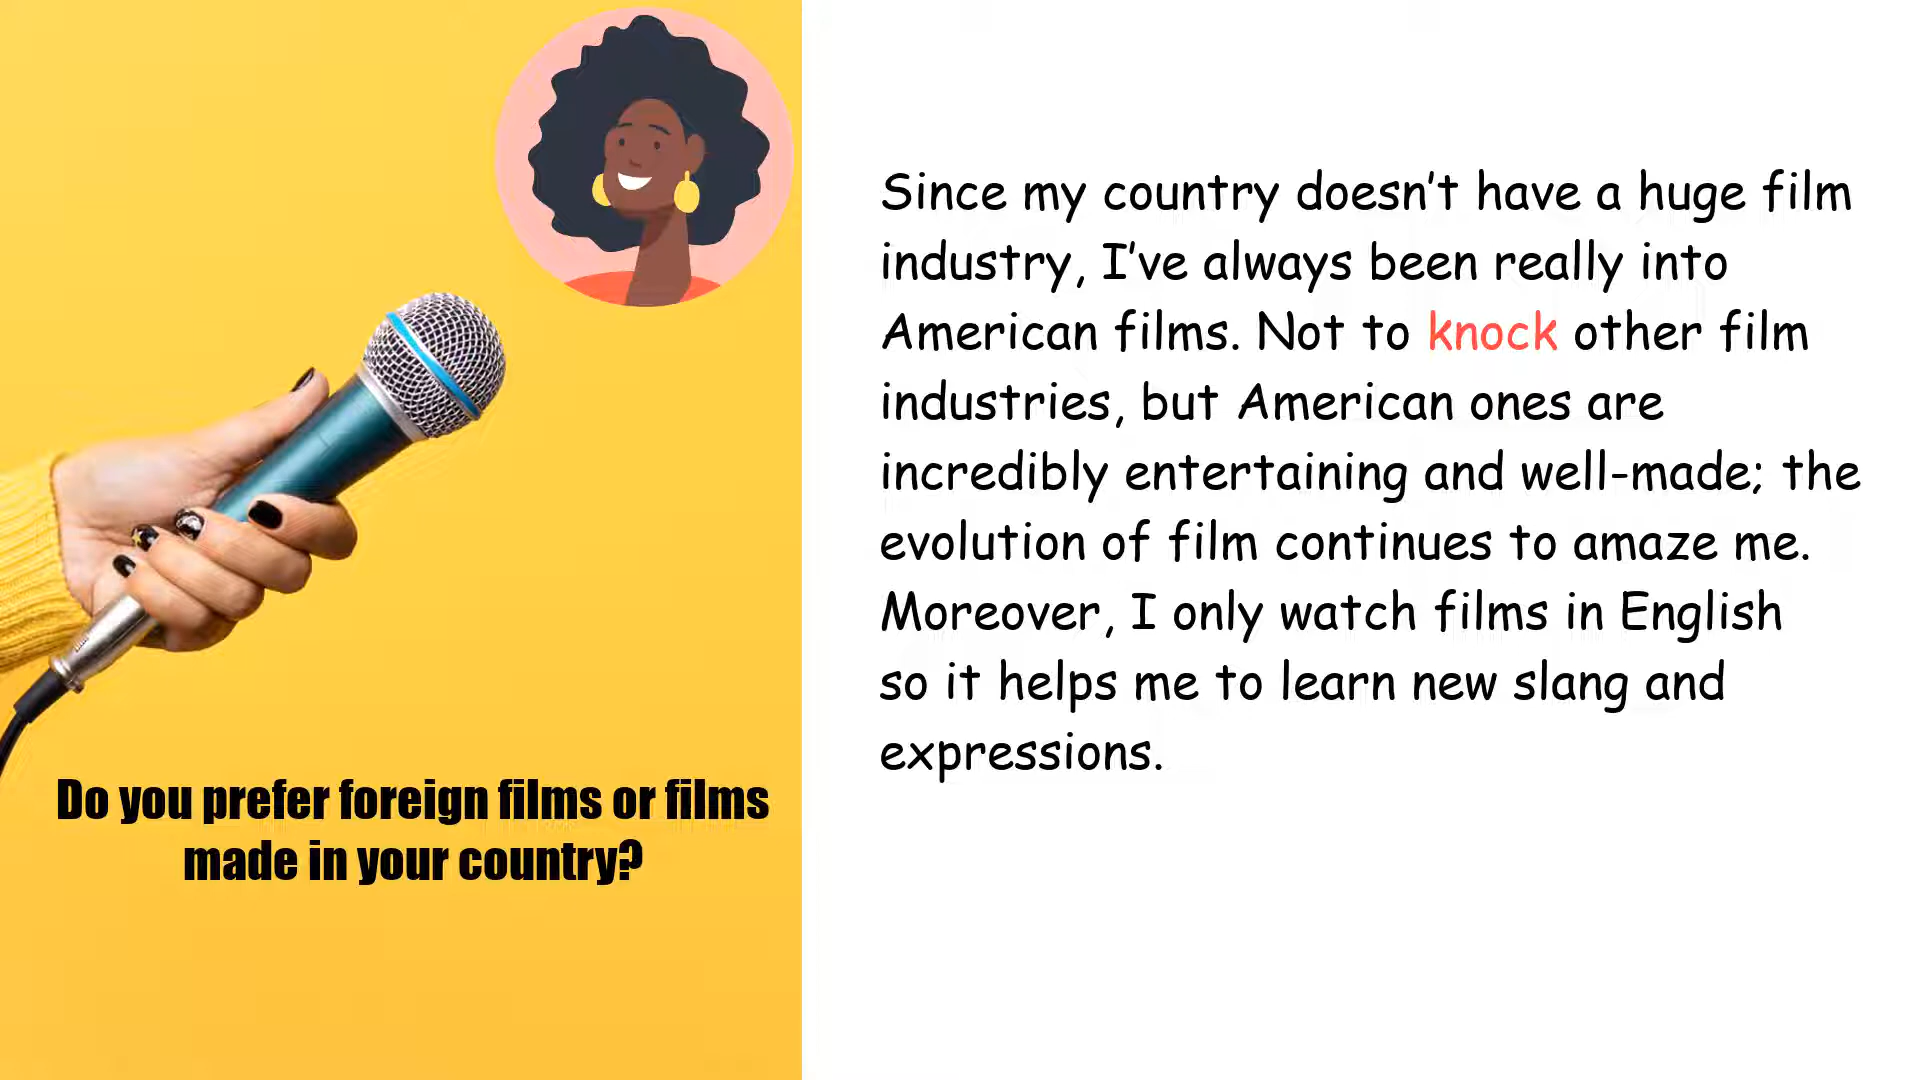 Do you prefer foreign films or films
made in your country?
Since my country doesn't have a huge film
industry, I've always been really into
American films. Not to knock other film
industries, but American ones are
incredibly entertaining and well-made; the
evolution of film continues to amaze me.
Moreover, I only watch films in English
so it helps me to learn new slang and
expressions.